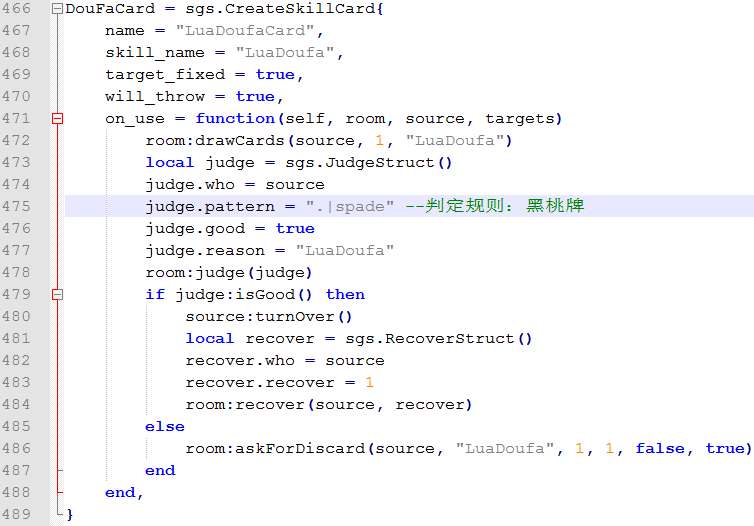 466 DouFaCard = sgs.CreateSkillCard{
467     name = "LuaDoufaCard",
468     skill_name = "LuaDoufa",
469     target_fixed = true,
470     will_throw = true,
471     on_use = function(self, room, source, targets)
472         room:drawCards(source, 1, "LuaDoufa")
473         local judge = sgs.JudgeStruct()
474         judge.who = source
475         judge.pattern = ".|spade" --判定规则：黑桃牌
476         judge.good = true
477         judge.reason = "LuaDoufa"
478         room:judge(judge)
479         if judge:isGood() then
480             source:turnOver()
481             local recover = sgs.RecoverStruct()
482             recover.who = source
483             recover.recover = 1
484             room:recover(source, recover)
485         else
486             room:askForDiscard(source, "LuaDoufa", 1, 1, false, true)
487         end
488     end,
489 }